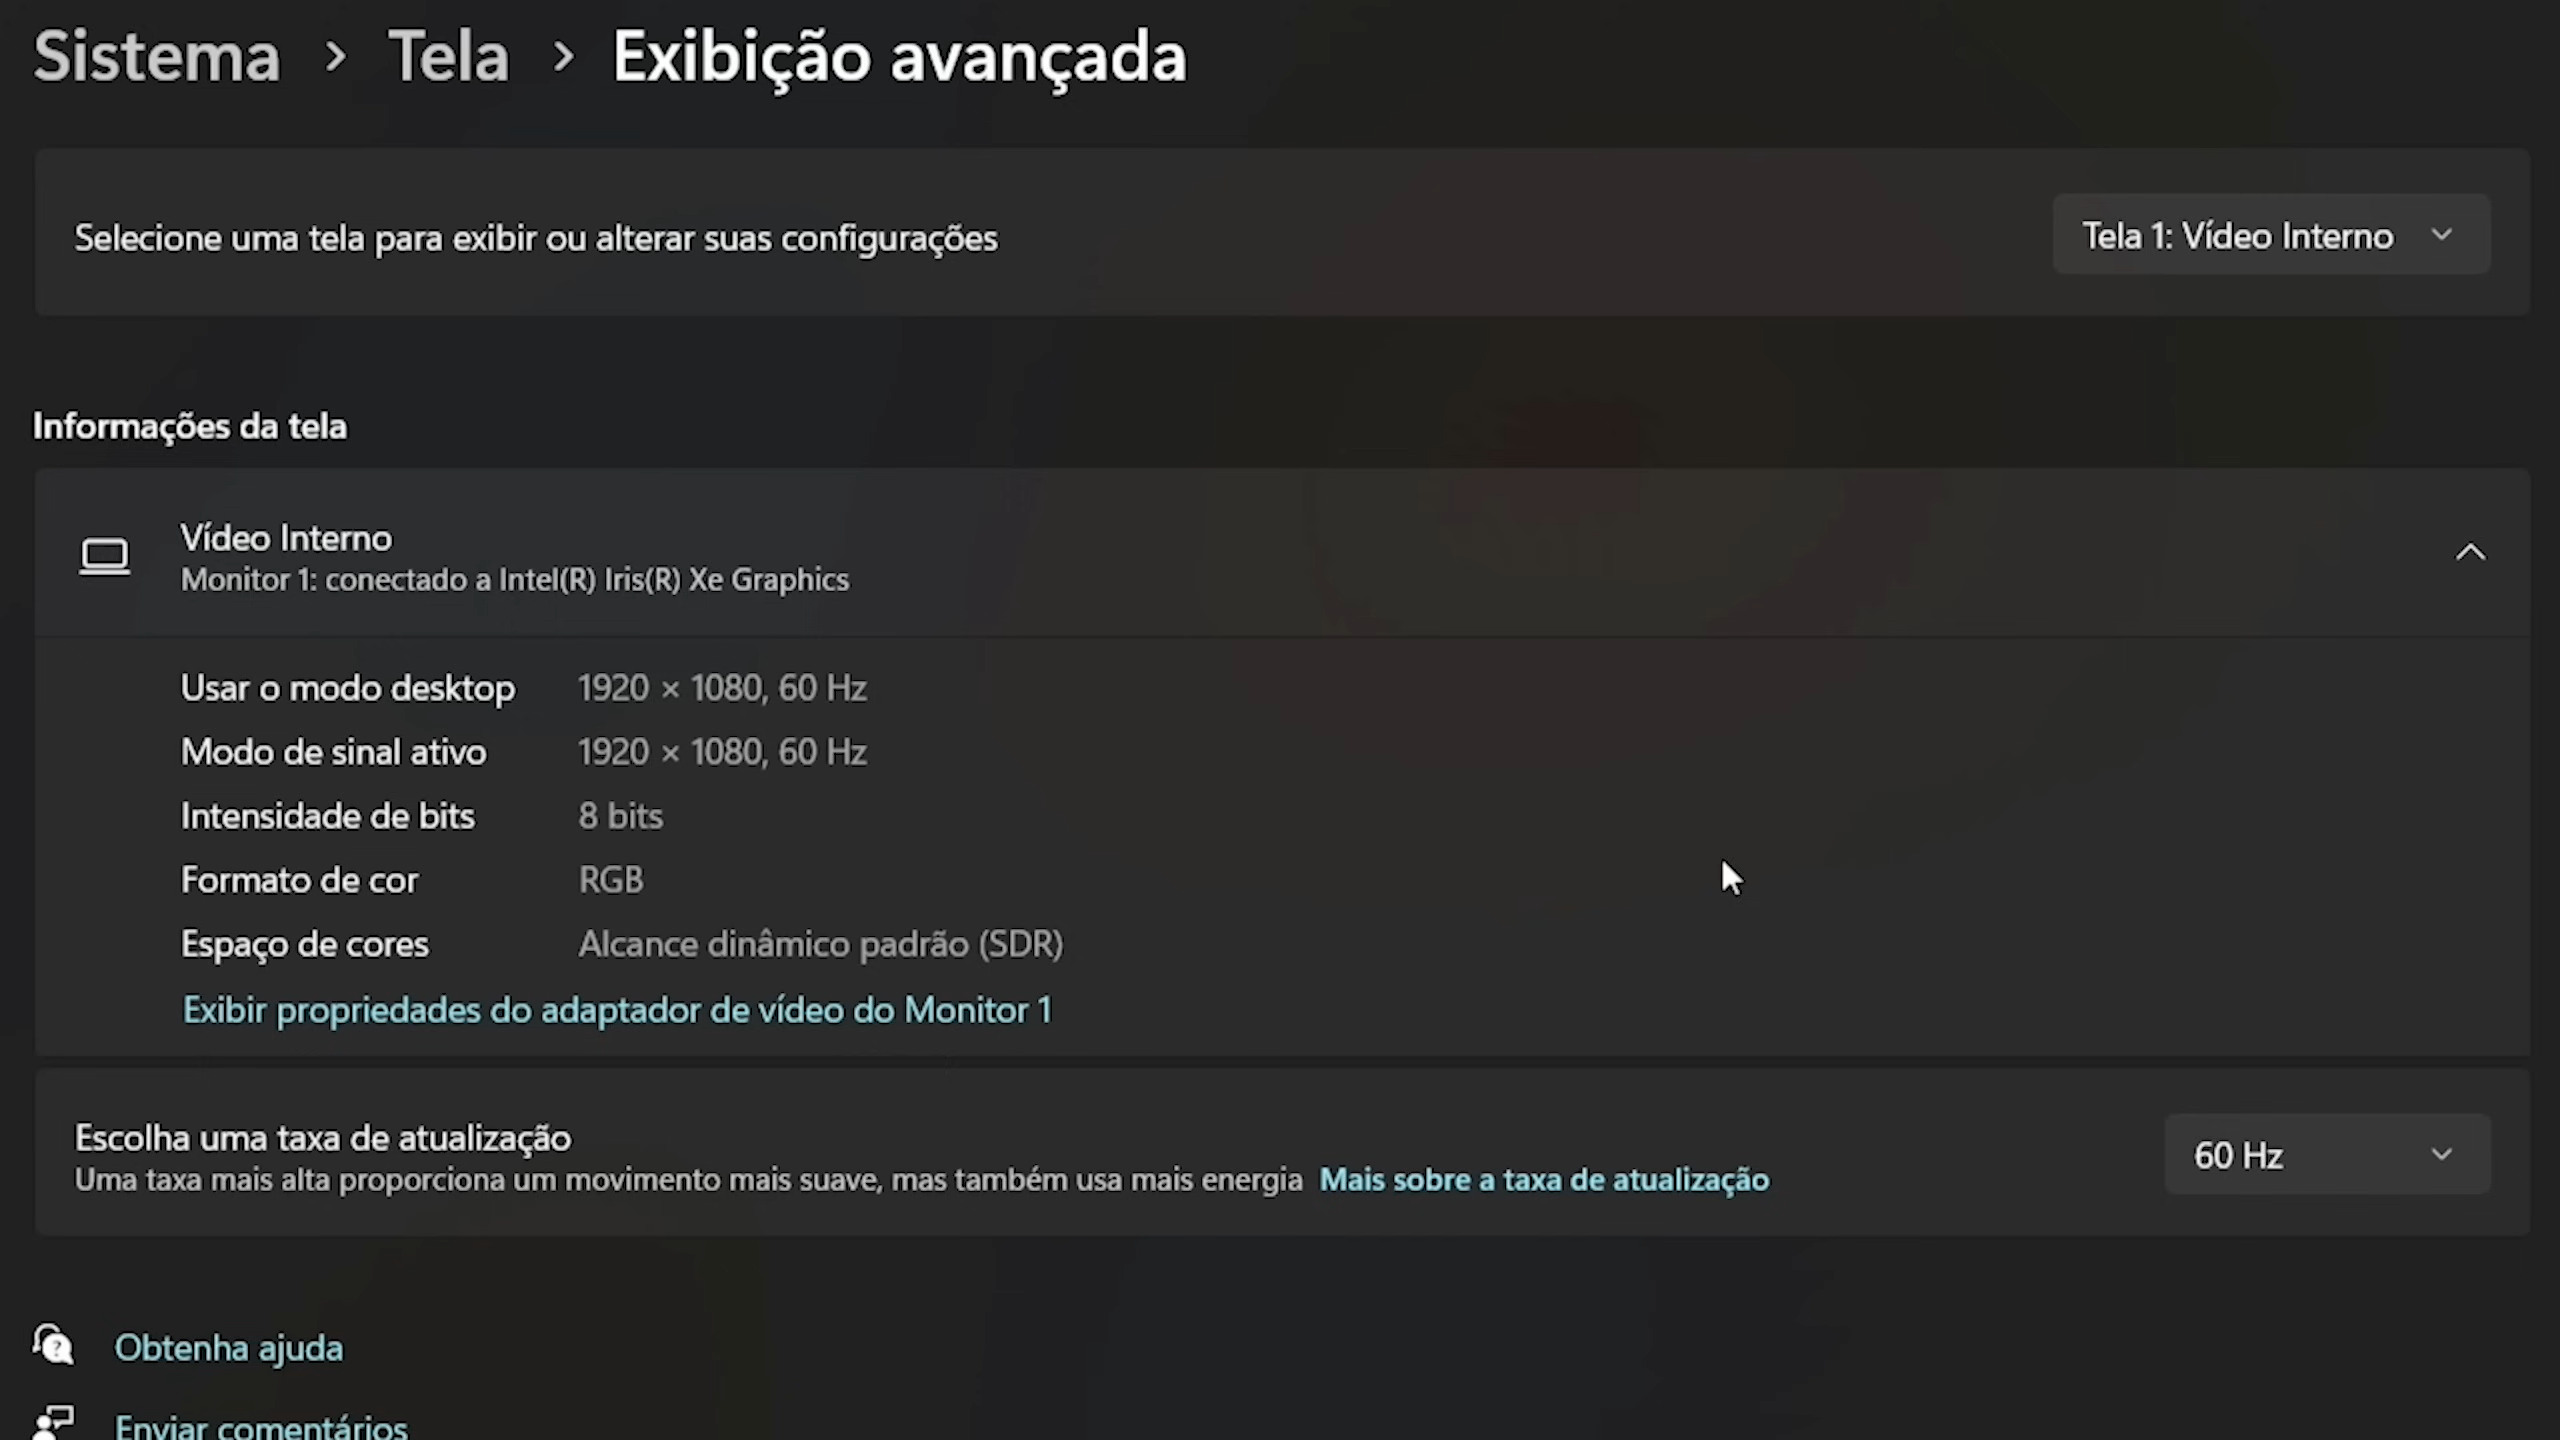 Sistema > Tela > Exibição avançada
Selecione uma tela para exibir ou alterar suas configurações
Tela 1: Vídeo Interno
Informações da tela
Vídeo Interno
Monitor 1: conectado a Intel(R) Iris(R) Xe Graphics
Usar o modo desktop 1920 × 1080, 60 Hz
Modo de sinal ativo 1920 × 1080, 60 Hz
Intensidade de bits 8 bits
Formato de cor RGB
Espaço de cores Alcance dinâmico padrão (SDR)
Exibir propriedades do adaptador de vídeo do Monitor 1
Escolha uma taxa de atualização
Uma taxa mais alta proporciona um movimento mais suave, mas também usa mais energia Mais sobre a taxa de atualização
60 Hz
Obtenha ajuda
Enviar comentários